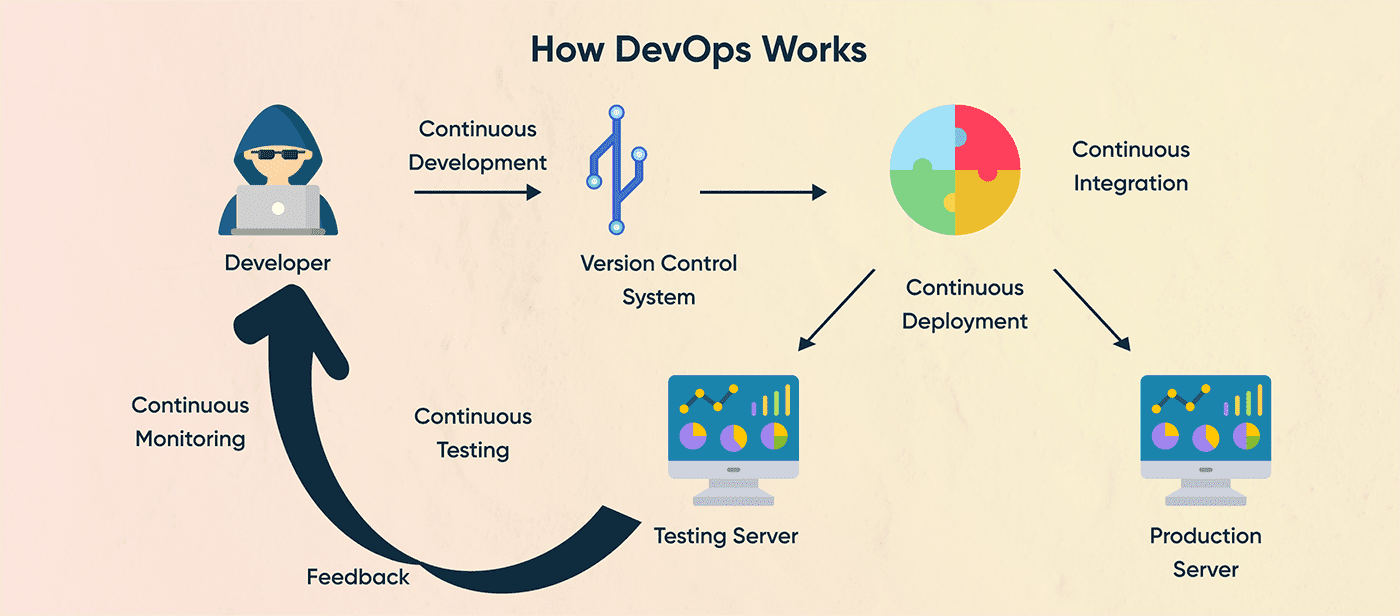 How DevOps Works
Continuous
Development
Continuous
Integration
Developer
Version Control
System
Continuous
Deployment
Continuous
Monitoring
Continuous
Testing
Testing Server
Production
Server
Feedback